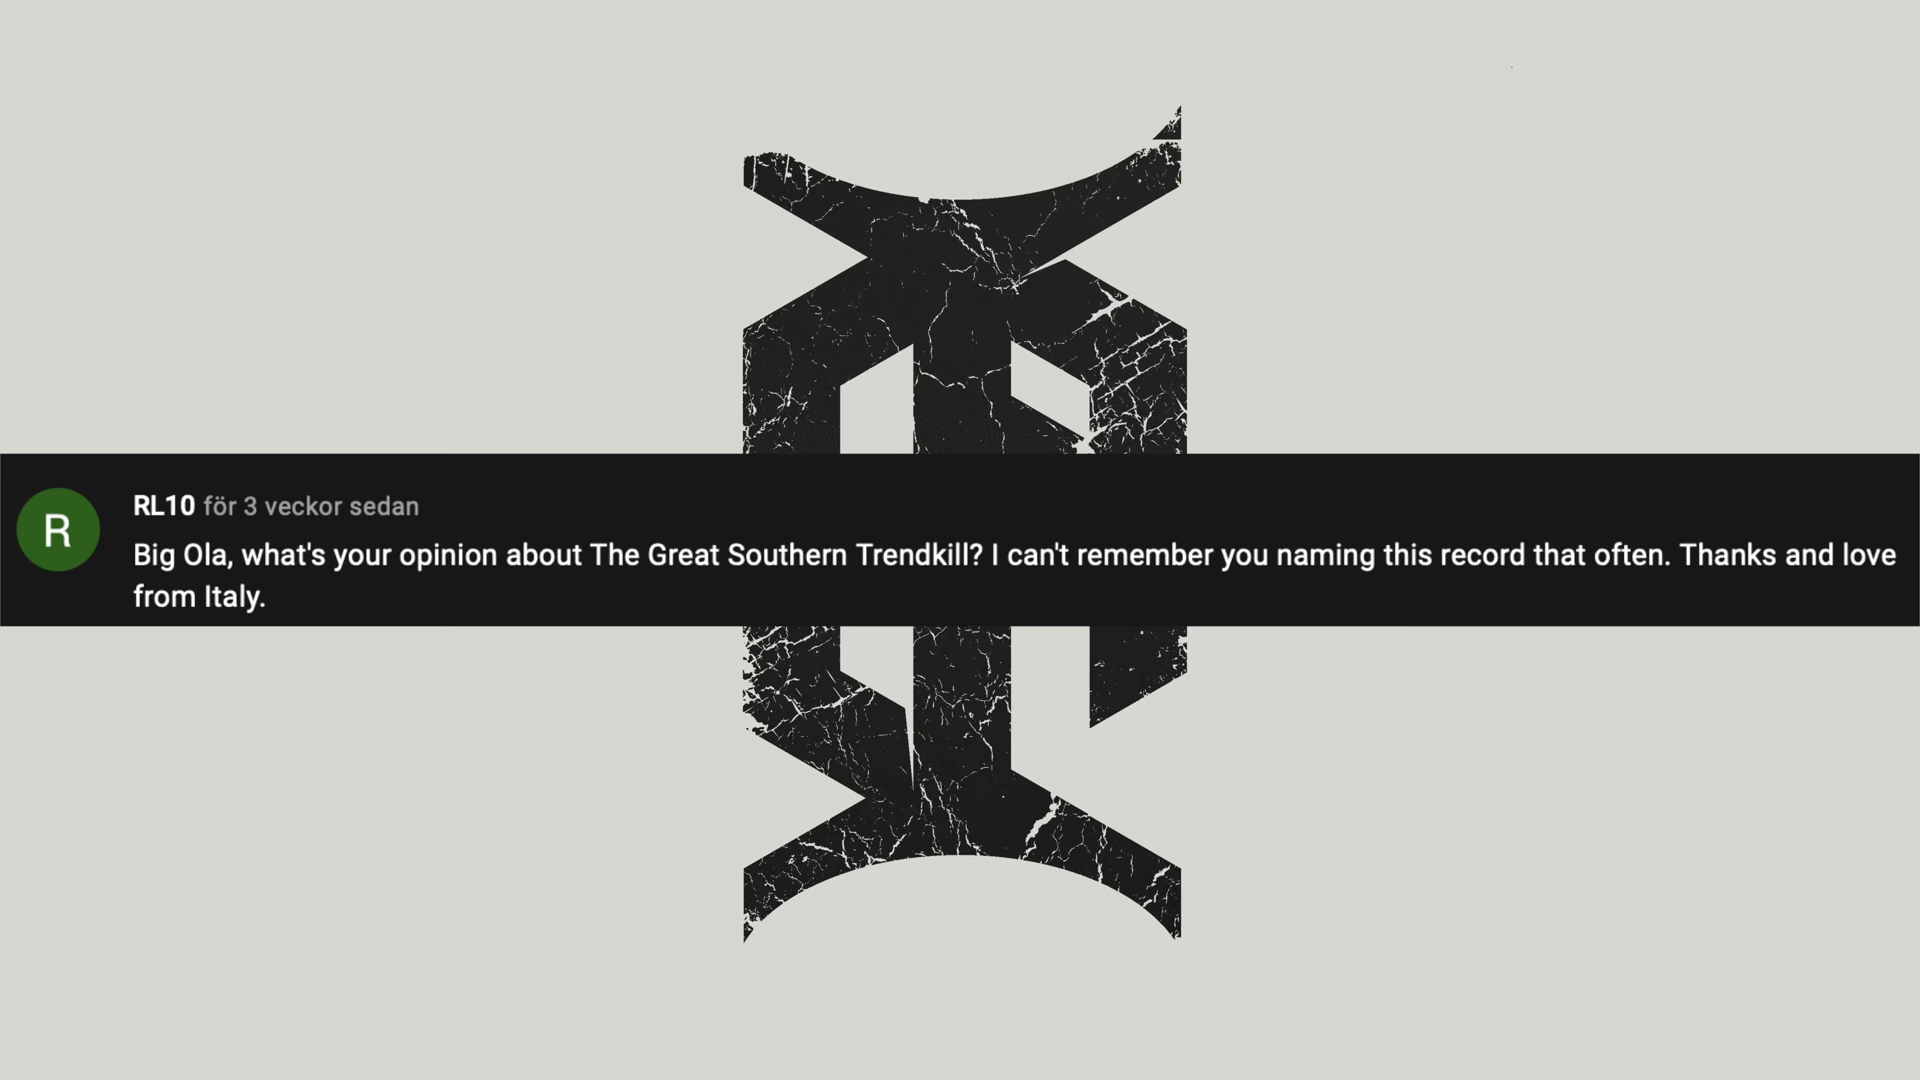 R
RL10 för 3 veckor sedan
Big Ola, what's your opinion about The Great Southern Trendkill? I can't remember you naming this record that often. Thanks and love
from Italy.